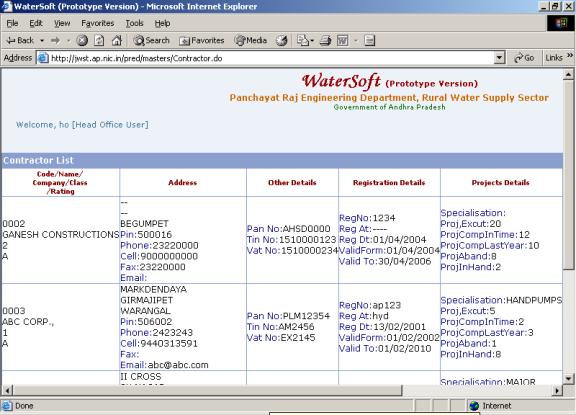 WaterSoft (Prototype Version) - Microsoft Internet Explorer
File Edit View Favorites Tools Help
Back Search Favorites Media
Address http://jwst.ap.nic.in/pred/masters/Contractor.do Go Links »
WaterSoft (Prototype Version)
Panchayat Raj Engineering Department, Rural Water Supply Sector
Government of Andhra Pradesh
Welcome, ho [Head Office User]
Contractor List
Code/Name/
Company/Class
/Rating
Address
Other Details
Registration Details
Projects Details
0002
GANESH CONSTRUCTIONS
2
A
--
--
BEGUMPET
Pin:500016
Phone:23220000
Cell:9000000000
Fax:23220000
Email:
Pan No:AHSD0000
Tin No:1510000123
Vat No:1510000234
RegNo:1234
Reg At:----
Reg Dt:01/04/2004
ValidForm:01/04/2004
Valid To:30/04/2006
Specialisation:
Proj,Excut:20
ProjCompInTime:12
ProjCompLastYear:10
ProjAband:8
ProjInHand:2
0003
ABC CORP.,
1
A
MARKDENDAYA
GIRMAJIPET
WARANGAL
Pin:506002
Phone:2423243
Cell:9440313591
Fax:
Email:abc@abc.com
Pan No:PLM12354
Tin No:AM2456
Vat No:EX2145
RegNo:ap123
Reg At:hyd
Reg Dt:13/02/2001
ValidForm:01/02/2002
Valid To:01/02/2010
Specialisation:HANDPUMPS
Proj,Excut:5
ProjCompInTime:2
ProjCompLastYear:3
ProjAband:1
ProjInHand:8
II CROSS
Specialisation:MAJOR
Done
Internet